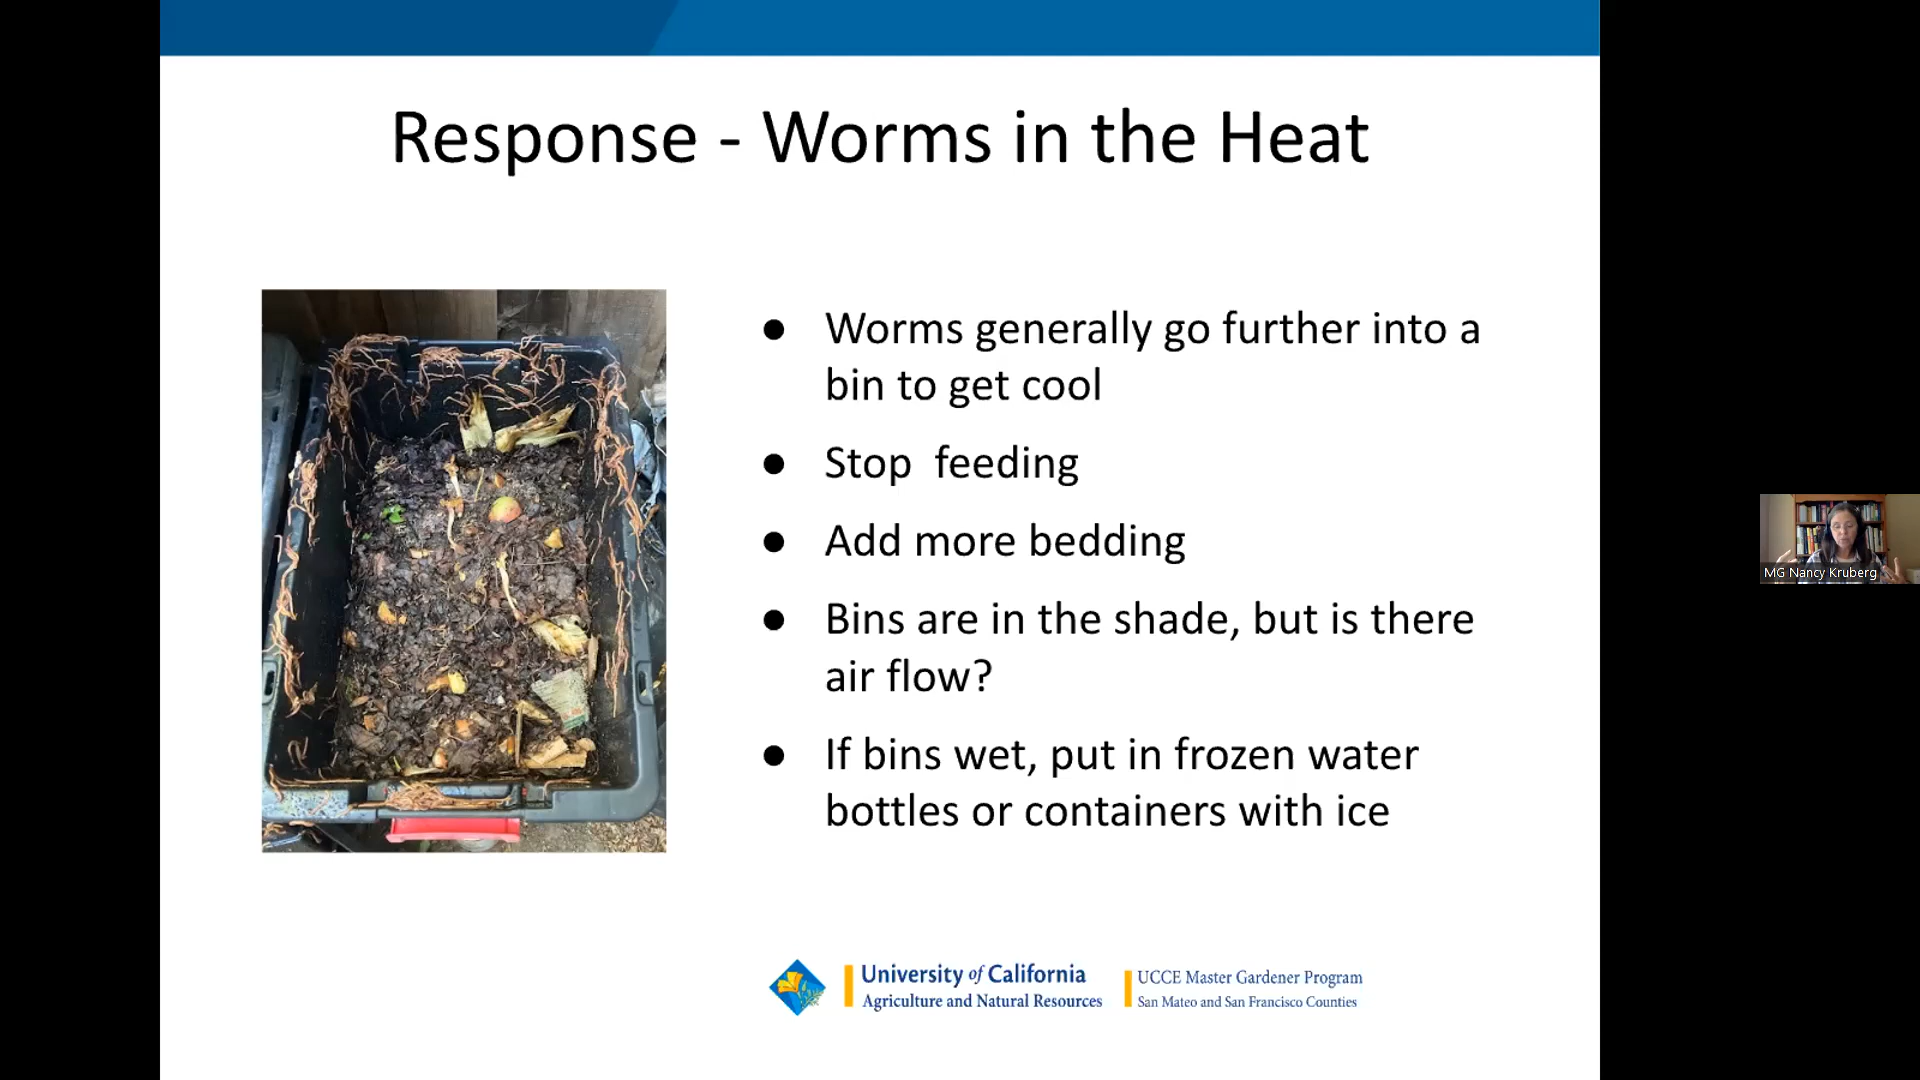 Response - Worms in the Heat
● Worms generally go further into a
bin to get cool
● Stop  feeding
● Add more bedding
● Bins are in the shade, but is there
air flow?
● If bins wet, put in frozen water
bottles or containers with ice
MG Nancy Kruberg
University of California
Agriculture and Natural Resources
UCCE Master Gardener Program
San Mateo and San Francisco Counties